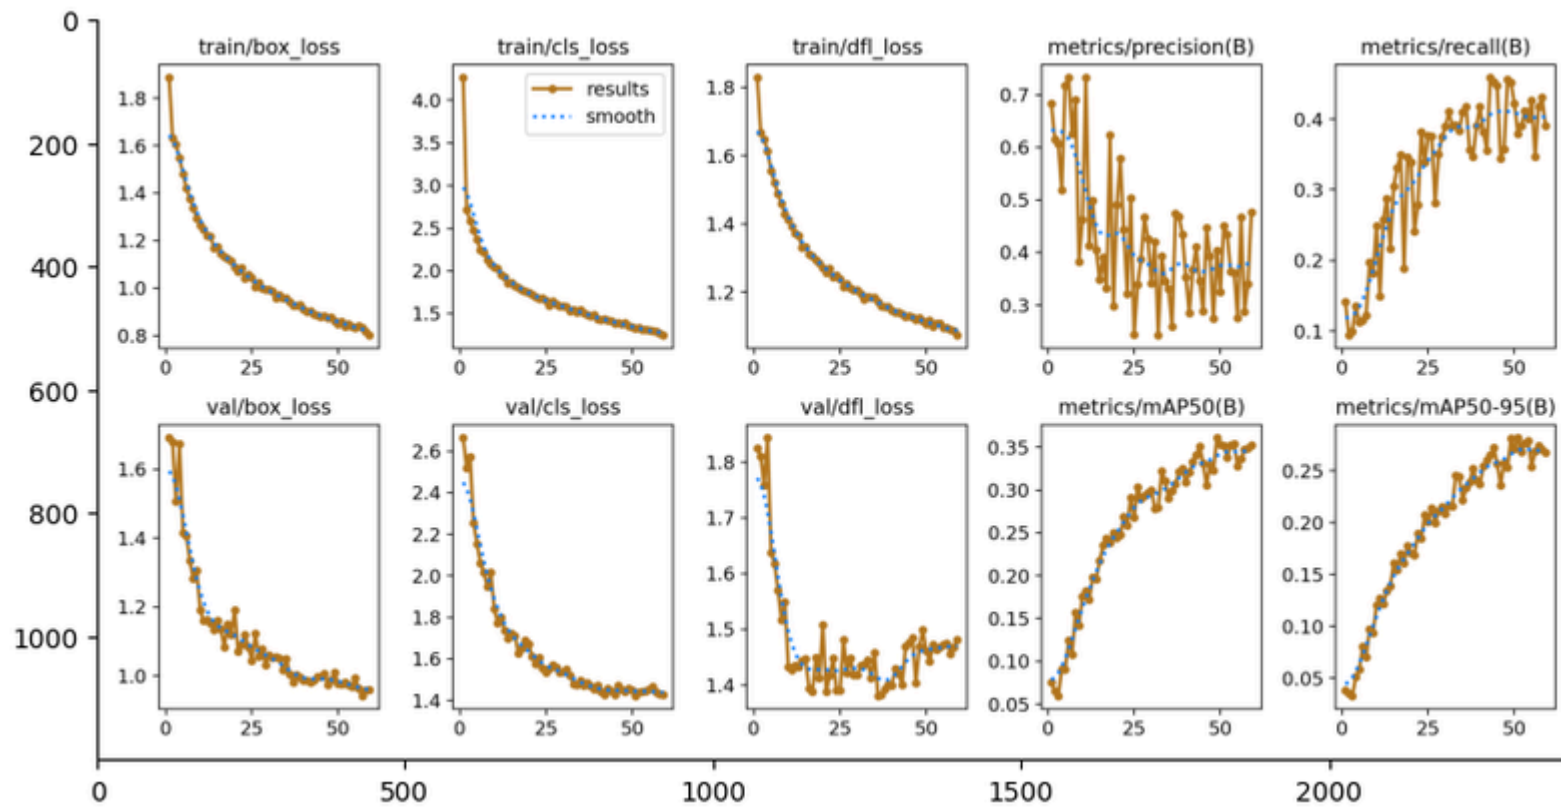 0
200
400
600
800
1000
0 500 1000 1500 2000
train/box_loss
1.8
1.6
1.4
1.2
1.0
0.8
0 25 50
train/cls_loss
results
smooth
4.0
3.5
3.0
2.5
2.0
1.5
0 25 50
train/dfl_loss
1.8
1.6
1.4
1.2
0 25 50
metrics/precision(B)
0.7
0.6
0.5
0.4
0.3
0 25 50
metrics/recall(B)
0.4
0.3
0.2
0.1
0 25 50
val/box_loss
1.6
1.4
1.2
1.0
0 25 50
val/cls_loss
2.6
2.4
2.2
2.0
1.8
1.6
1.4
0 25 50
val/dfl_loss
1.8
1.7
1.6
1.5
1.4
0 25 50
metrics/mAP50(B)
0.35
0.30
0.25
0.20
0.15
0.10
0.05
0 25 50
metrics/mAP50-95(B)
0.25
0.20
0.15
0.10
0.05
0 25 50